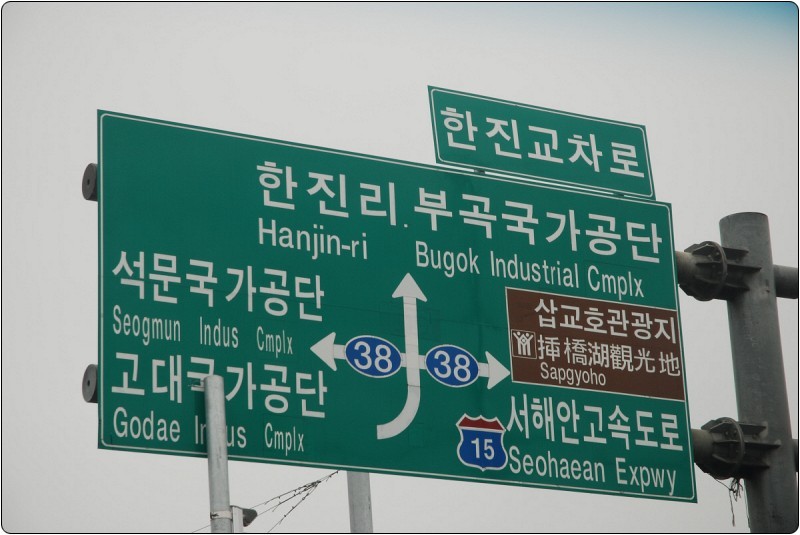 한진교차로
한진리. 부곡국가공단
Hanjin-ri Bugok Industrial Cmplx
석문국가공단
Seogmun Indus Cmplx
고대국가공단
Godae Indus Cmplx
38
38
삽교호관광지
揷橋湖觀光地
Sapgyoho
15
서해안고속도로
Seohaean Expwy